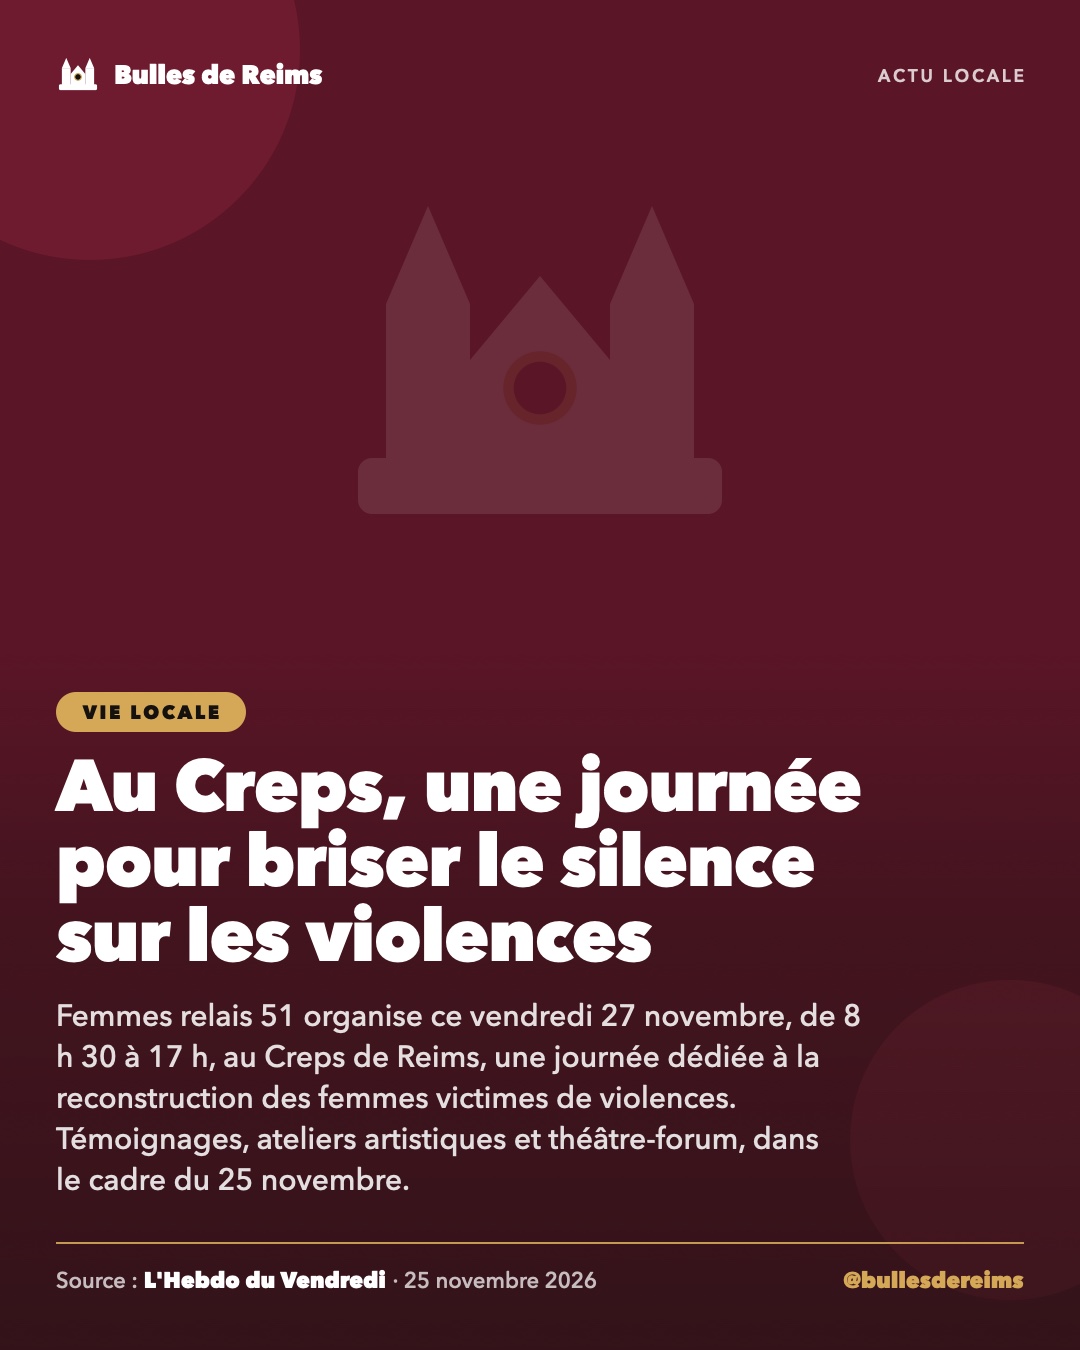 Bulles de Reims
ACTU LOCALE
VIE LOCALE
Au Creps, une journée
pour briser le silence
sur les violences
Femmes relais 51 organise ce vendredi 27 novembre, de 8
h 30 à 17 h, au Creps de Reims, une journée dédiée à la
reconstruction des femmes victimes de violences.
Témoignages, ateliers artistiques et théâtre-forum, dans
le cadre du 25 novembre.
Source : L'Hebdo du Vendredi · 25 novembre 2026
@bullesdereims